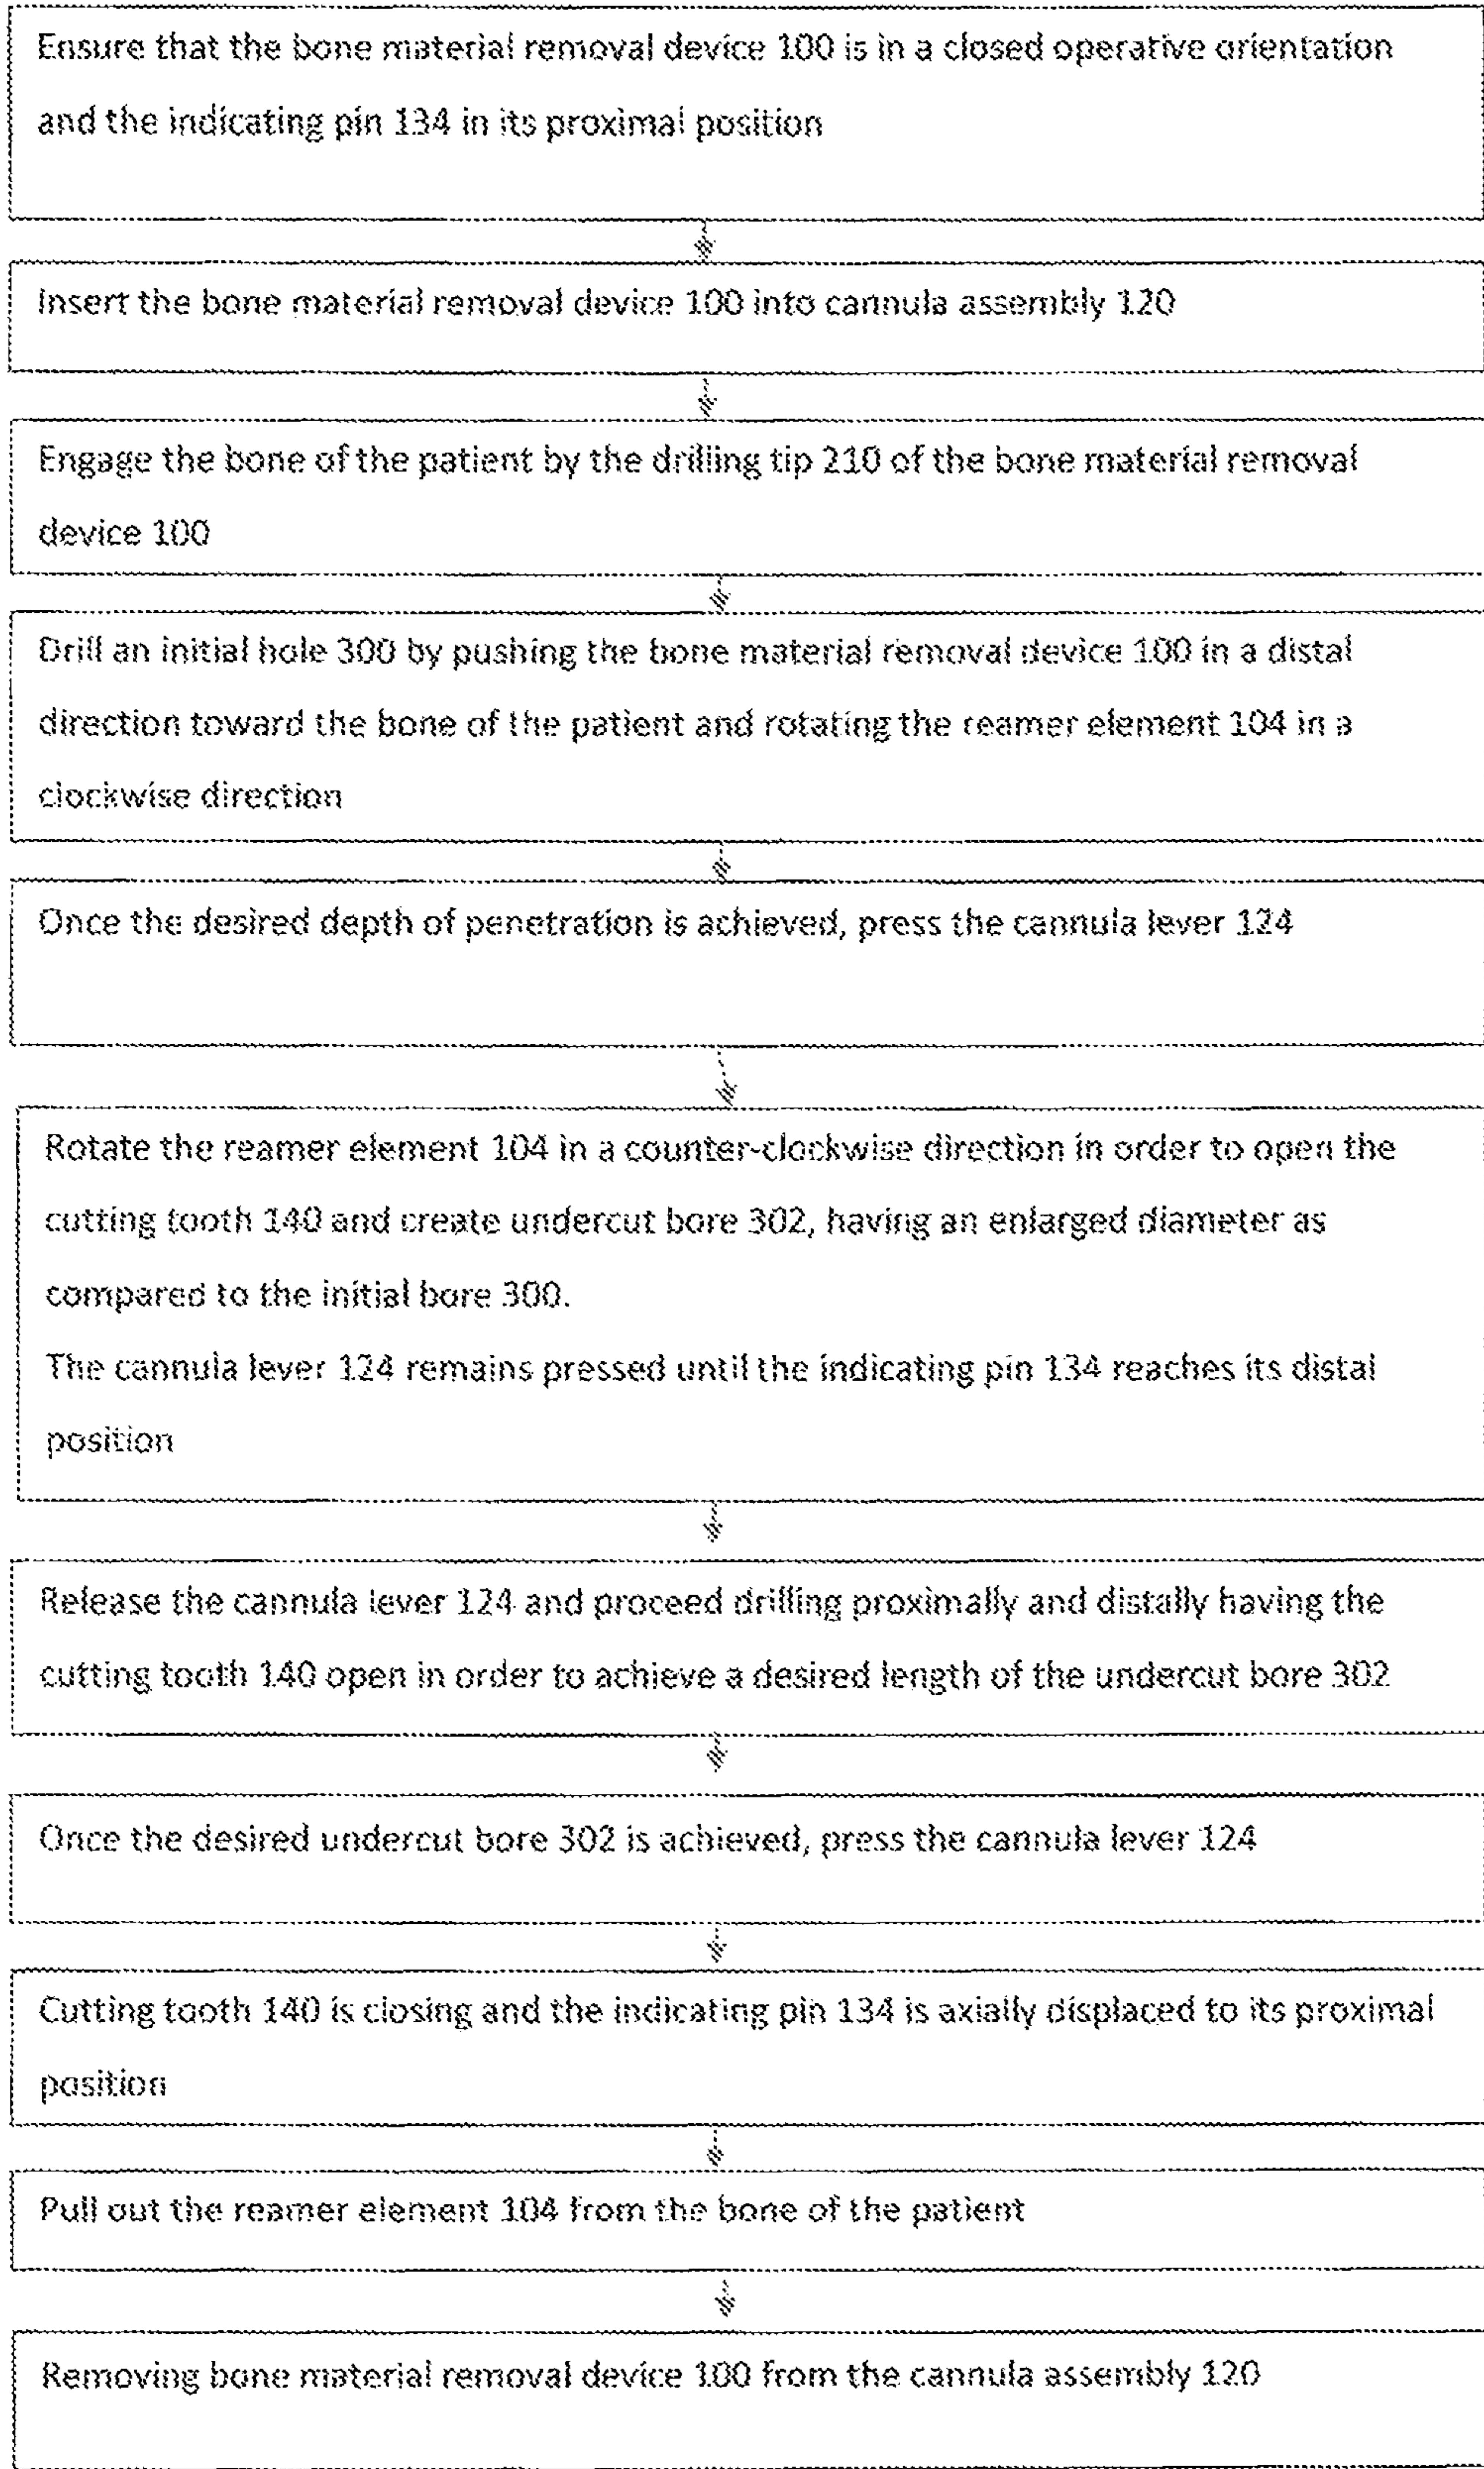 Ensure that the bone material removal device 100 is in a closed operative orientation
and the indicating pin 134 in its proximal position
Insert the bone material removal device 100 into cannula assembly 120
Engage the bone of the patient by the drilling tip 210 of the bone material removal
device 100
Drill an initial hole 300 by pushing the bone material removal device 100 in a distal
direction toward the bone of the patient and rotating the reamer element 104 in a
clockwise direction
Once the desired depth of penetration is achieved, press the cannula lever 124
Rotate the reamer element 104 in a counter-clockwise direction in order to open the
cutting tooth 140 and create undercut bore 302, having an enlarged diameter as
compared to the initial bore 300.
The cannula lever 124 remains pressed until the indicating pin 134 reaches its distal
position
Release the cannula lever 124 and proceed drilling proximally and distally having the
cutting tooth 140 open in order to achieve a desired length of the undercut bore 302
Once the desired undercut bore 302 is achieved, press the cannula lever 124
Cutting tooth 140 is closing and the indicating pin 134 is axially displaced to its proximal
position
Pull out the reamer element 104 from the bone of the patient
Removing bone material removal device 100 from the cannula assembly 120